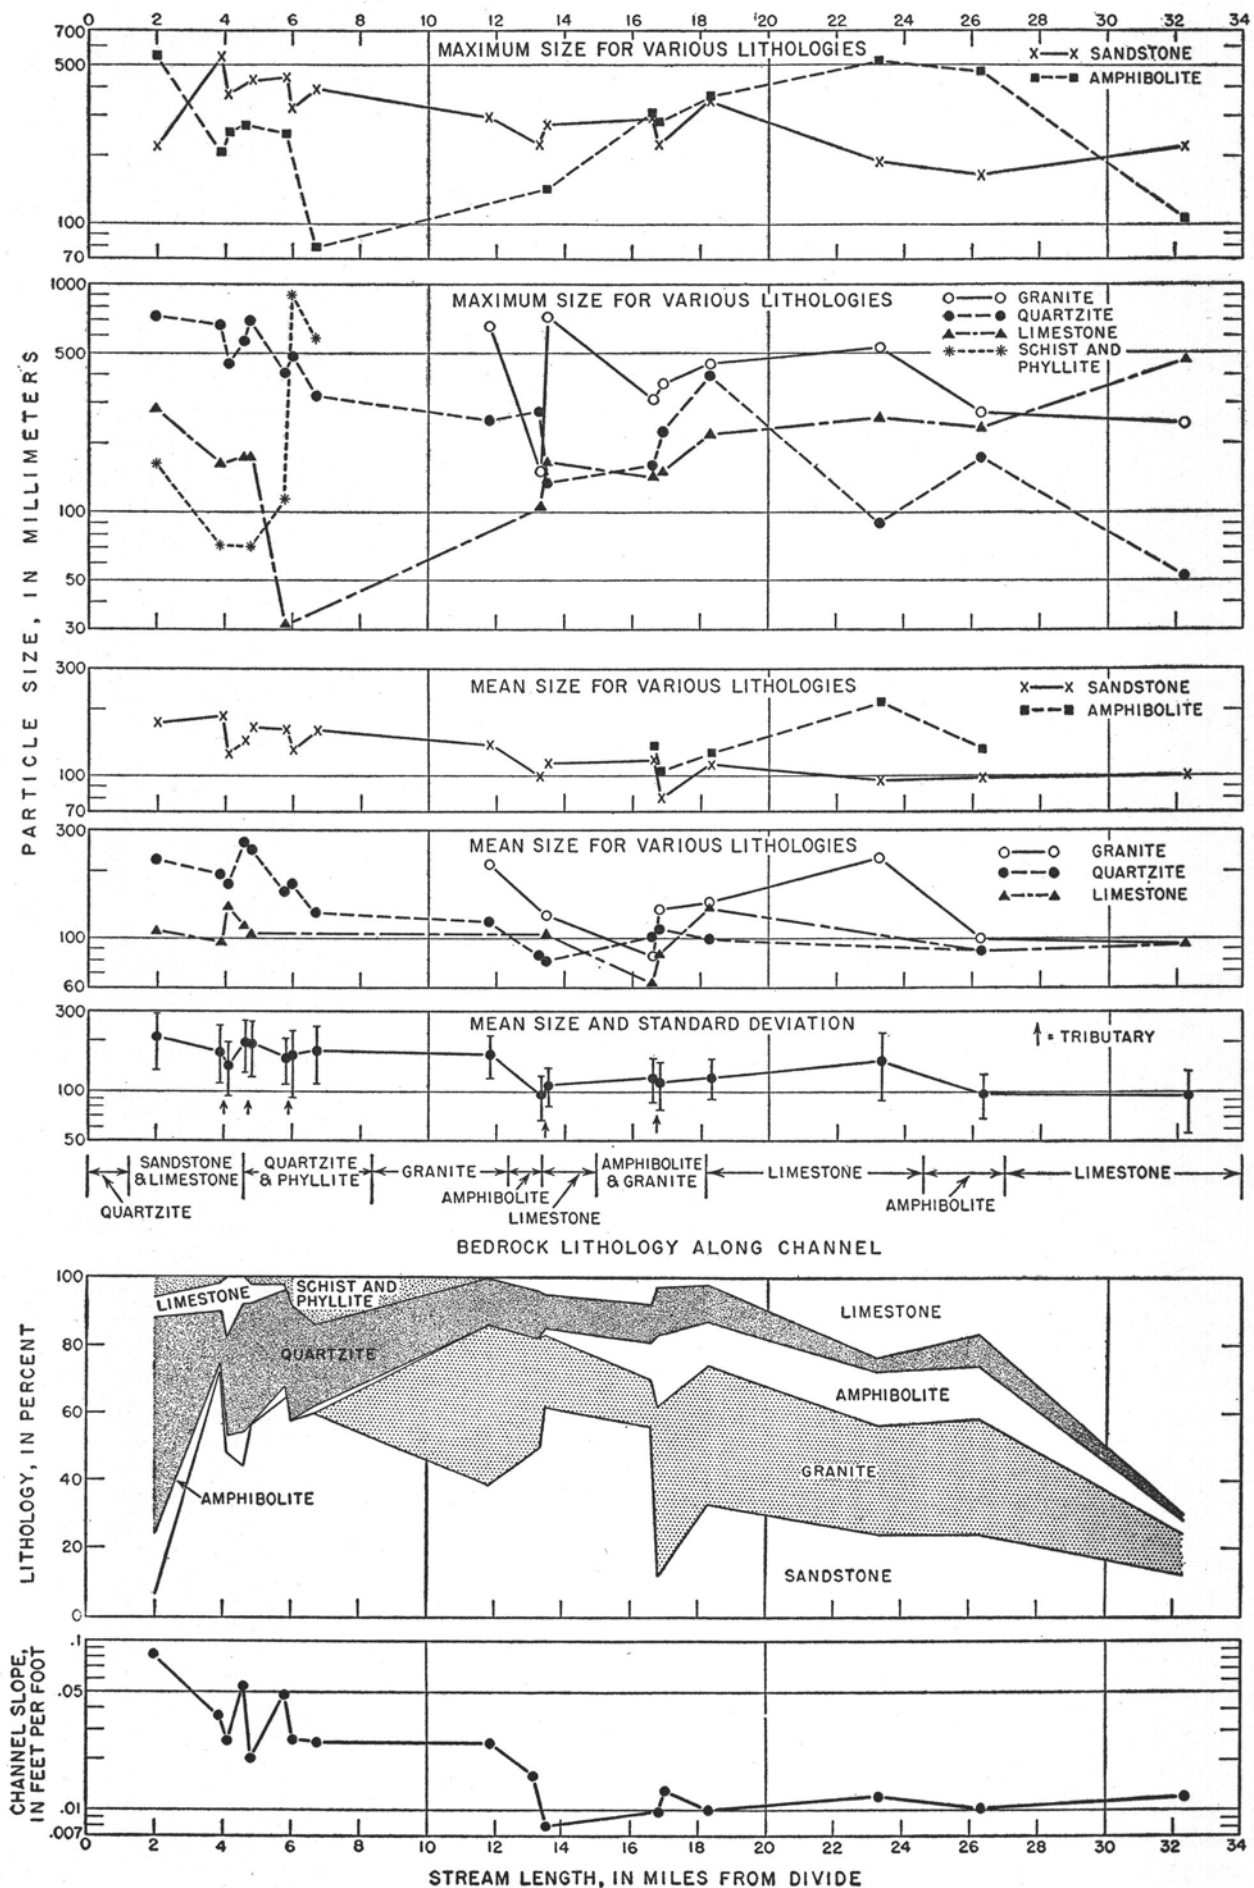 0 2 4 6 8 10 12 14 16 18 20 22 24 26 28 30 32 34
700
MAXIMUM SIZE FOR VARIOUS LITHOLOGIES
X—X SANDSTONE
500
■--■ AMPHIBOLITE
100
70
1000
MAXIMUM SIZE FOR VARIOUS LITHOLOGIES
GRANITE
QUARTZITE
LIMESTONE
SCHIST AND
PHYLLITE
500
100
50
30
PARTICLE SIZE, IN MILLIMETERS
300
MEAN SIZE FOR VARIOUS LITHOLOGIES
X—X SANDSTONE
■--■ AMPHIBOLITE
100
70
300
MEAN SIZE FOR VARIOUS LITHOLOGIES
GRANITE
QUARTZITE
LIMESTONE
100
60
300
MEAN SIZE AND STANDARD DEVIATION
↑ = TRIBUTARY
100
50
SANDSTONE
& LIMESTONE
QUARTZITE
& PHYLLITE
GRANITE
AMPHIBOLITE
& GRANITE
LIMESTONE
LIMESTONE
QUARTZITE
AMPHIBOLITE
LIMESTONE
AMPHIBOLITE
BEDROCK LITHOLOGY ALONG CHANNEL
100
80
60
40
20
0
LITHOLOGY, IN PERCENT
LIMESTONE
SCHIST AND
PHYLLITE
LIMESTONE
QUARTZITE
AMPHIBOLITE
GRANITE
AMPHIBOLITE
SANDSTONE
CHANNEL SLOPE,
IN FEET PER FOOT
.1
.05
.01
.007
0 2 4 6 8 10 12 14 16 18 20 22 24 26 28 30 32 34
STREAM LENGTH, IN MILES FROM DIVIDE